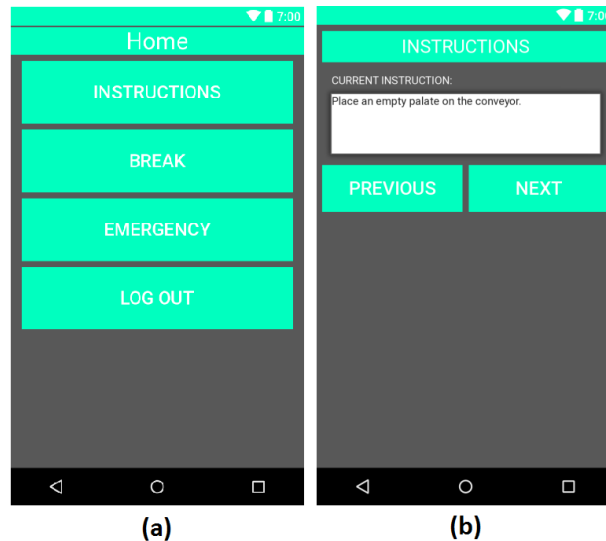 7:00
Home
INSTRUCTIONS
BREAK
EMERGENCY
LOG OUT
(a)
7:00
INSTRUCTIONS
CURRENT INSTRUCTION:
Place an empty palate on the conveyor.
PREVIOUS NEXT
(b)